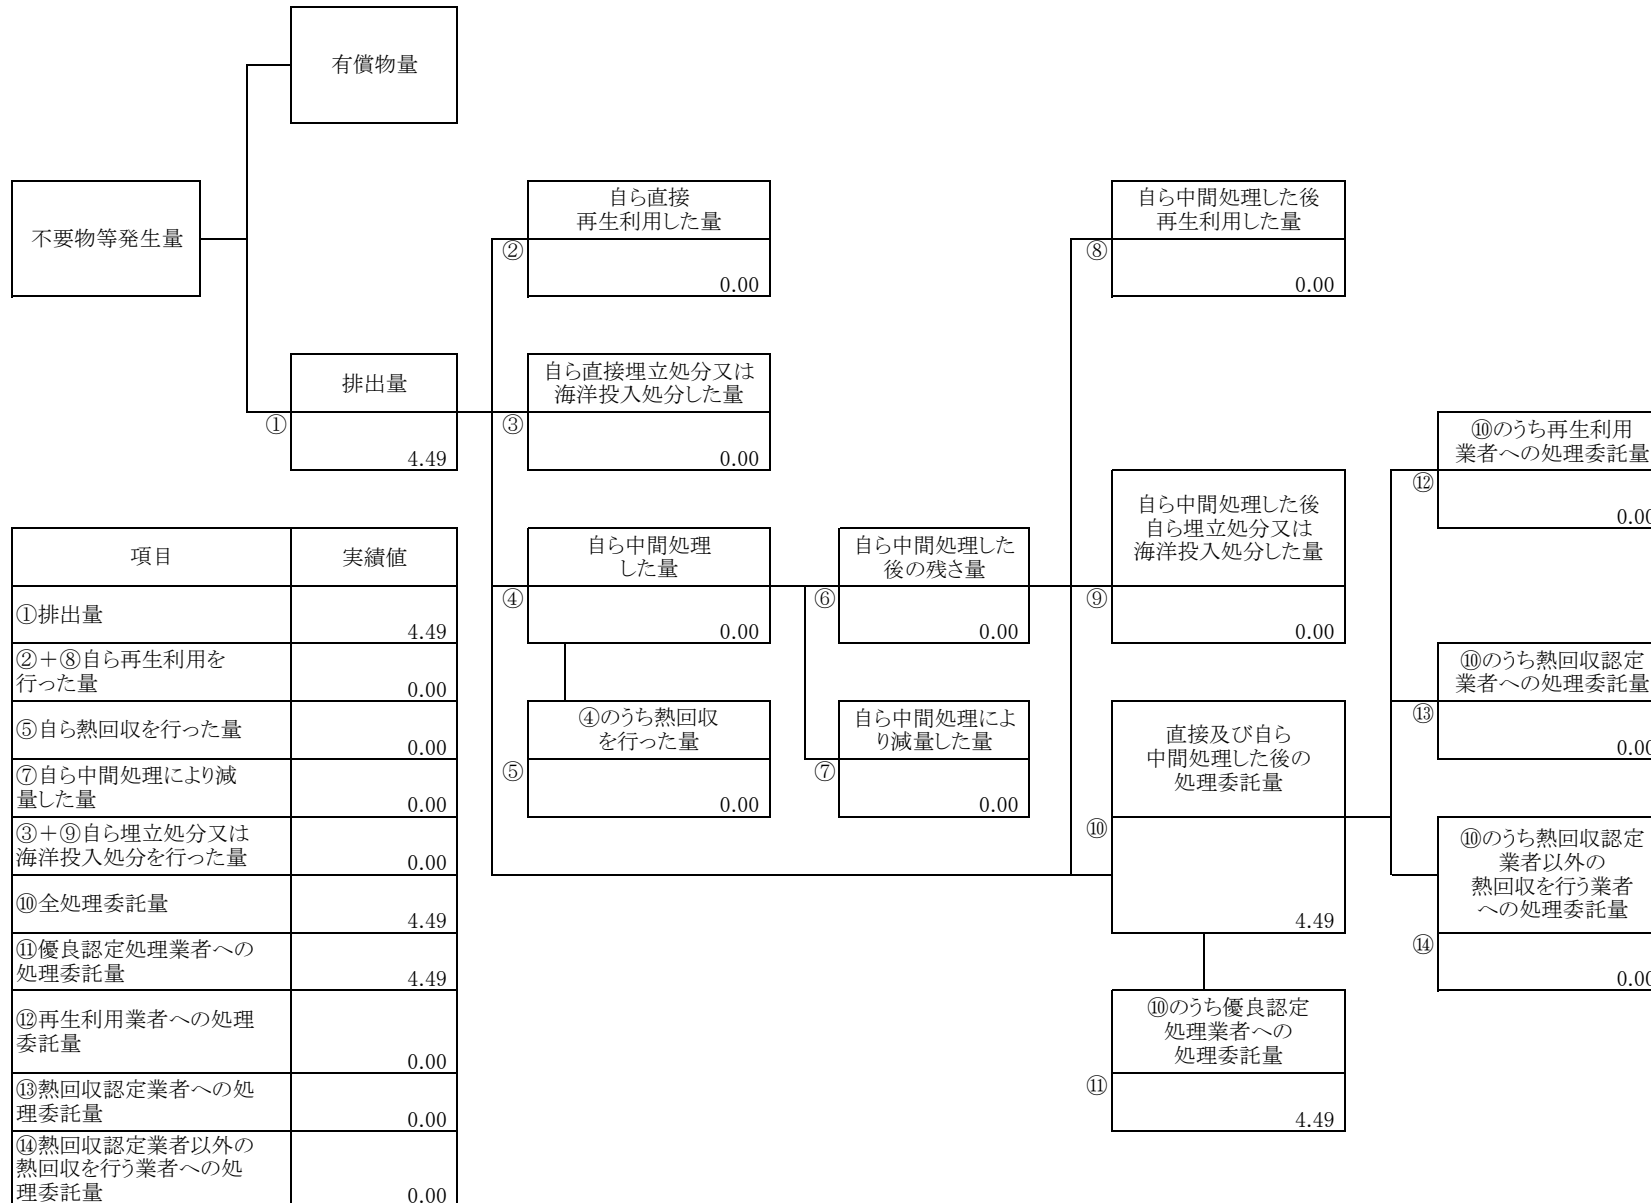 有償物量
不要物等発生量
排出量
①
4.49
自ら直接
再生利用した量
②
0.00
自ら直接埋立処分又は
海洋投入処分した量
③
0.00
自ら中間処理
した量
④
0.00
④のうち熱回収
を行った量
⑤
0.00
自ら中間処理した
後の残さ量
⑥
0.00
自ら中間処理によ
り減量した量
⑦
0.00
自ら中間処理した後
再生利用した量
⑧
0.00
自ら中間処理した後
自ら埋立処分又は
海洋投入処分した量
⑨
0.00
直接及び自ら
中間処理した後の
処理委託量
⑩
4.49
⑩のうち優良認定
処理業者への
処理委託量
⑪
4.49
⑩のうち再生利用
業者への処理委託量
⑫
0.00
⑩のうち熱回収認定
業者への処理委託量
⑬
0.00
⑩のうち熱回収認定
業者以外の
熱回収を行う業者
への処理委託量
⑭
0.00
項目 実績値
①排出量
4.49
②+⑧自ら再生利用を
行った量
0.00
⑤自ら熱回収を行った量
0.00
⑦自ら中間処理により減
量した量
0.00
③+⑨自ら埋立処分又は
海洋投入処分を行った量
0.00
⑩全処理委託量
4.49
⑪優良認定処理業者への
処理委託量
4.49
⑫再生利用業者への処理
委託量
0.00
⑬熱回収認定業者への処
理委託量
0.00
⑭熱回収認定業者以外の
熱回収を行う業者への処
理委託量
0.00